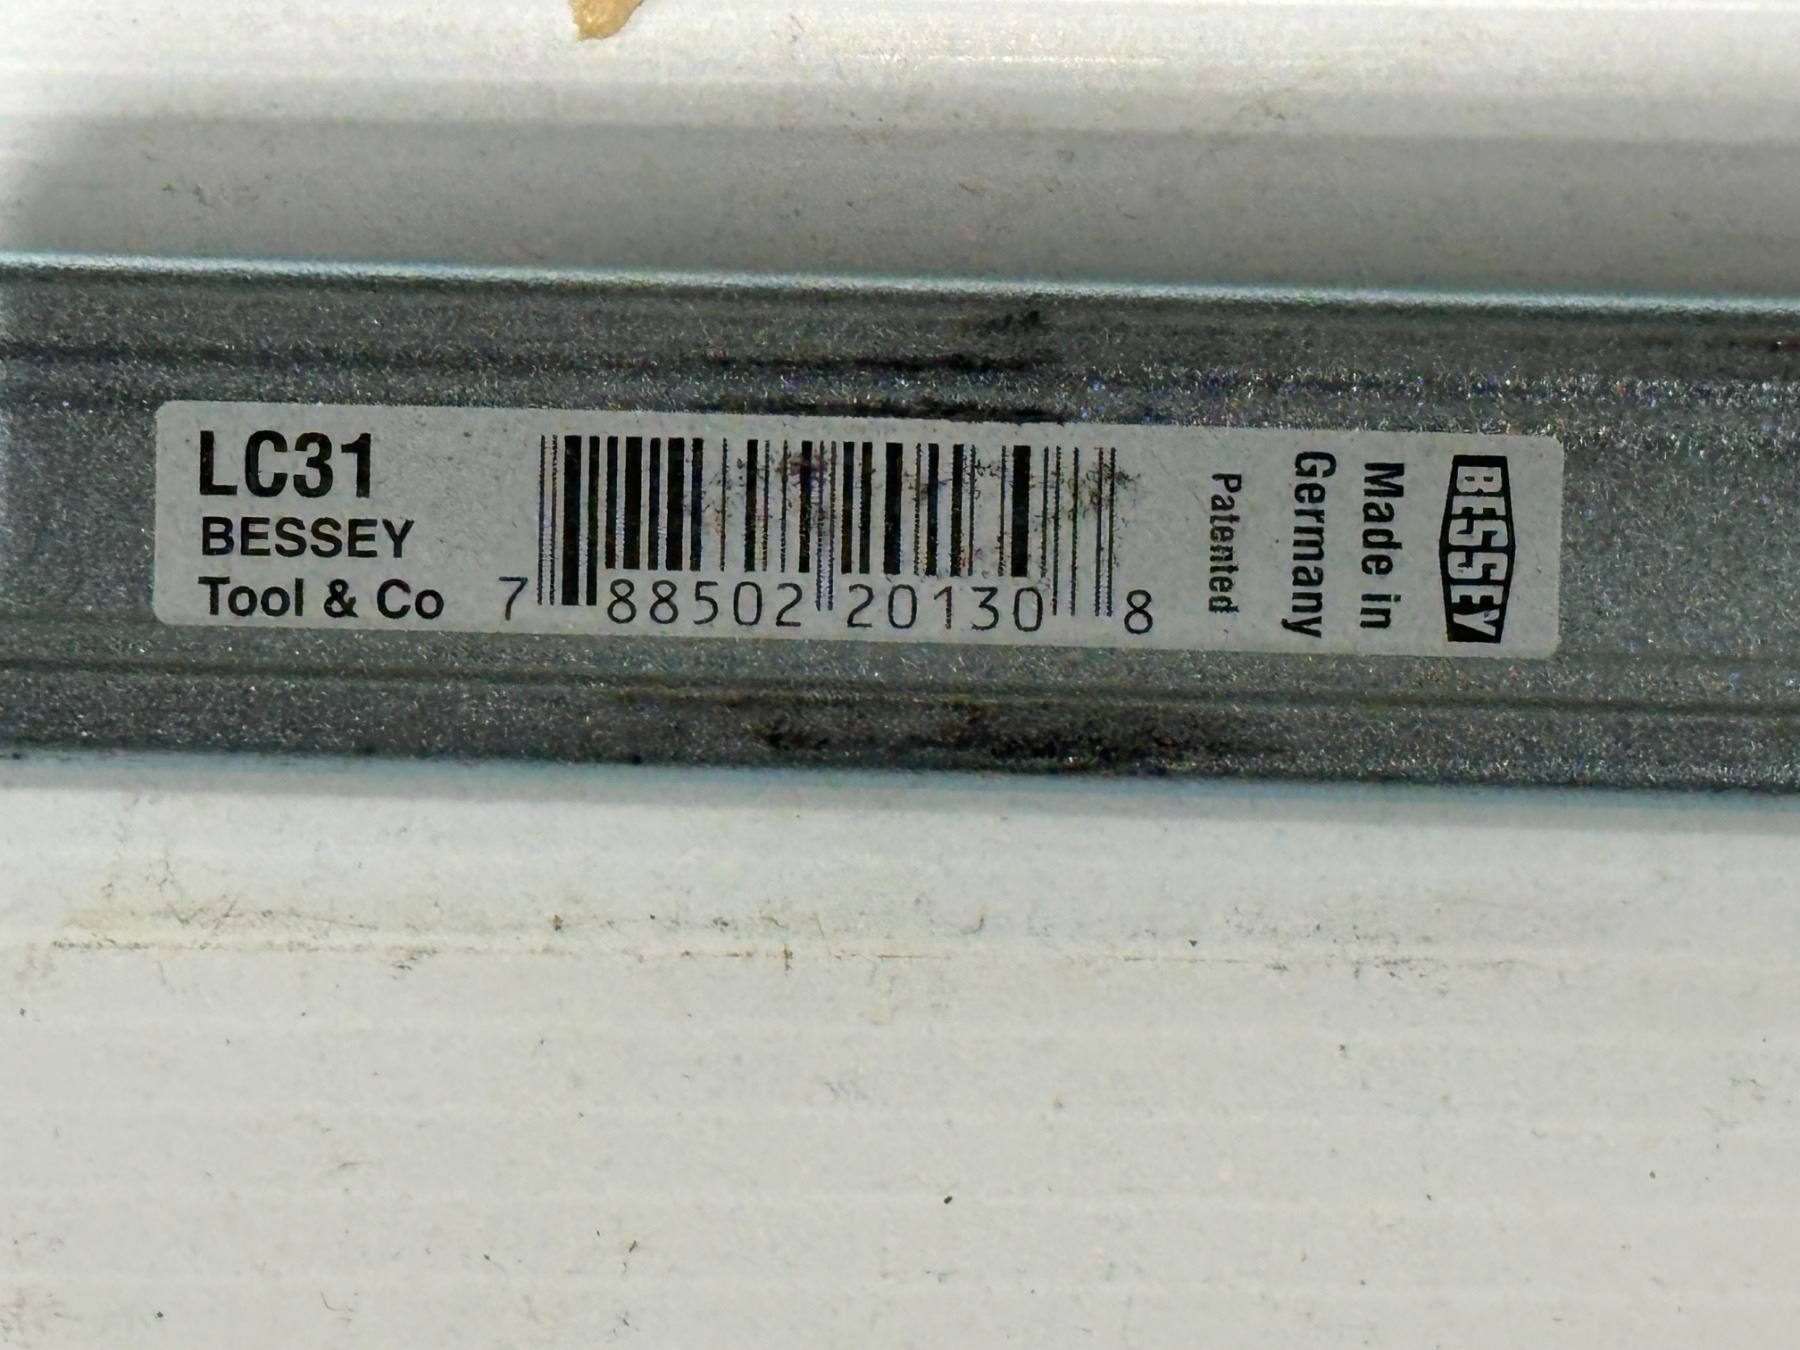 LC31
BESSEY
Tool & Co
7 88502 20130 8
Patented
Made in
Germany
BESSEY